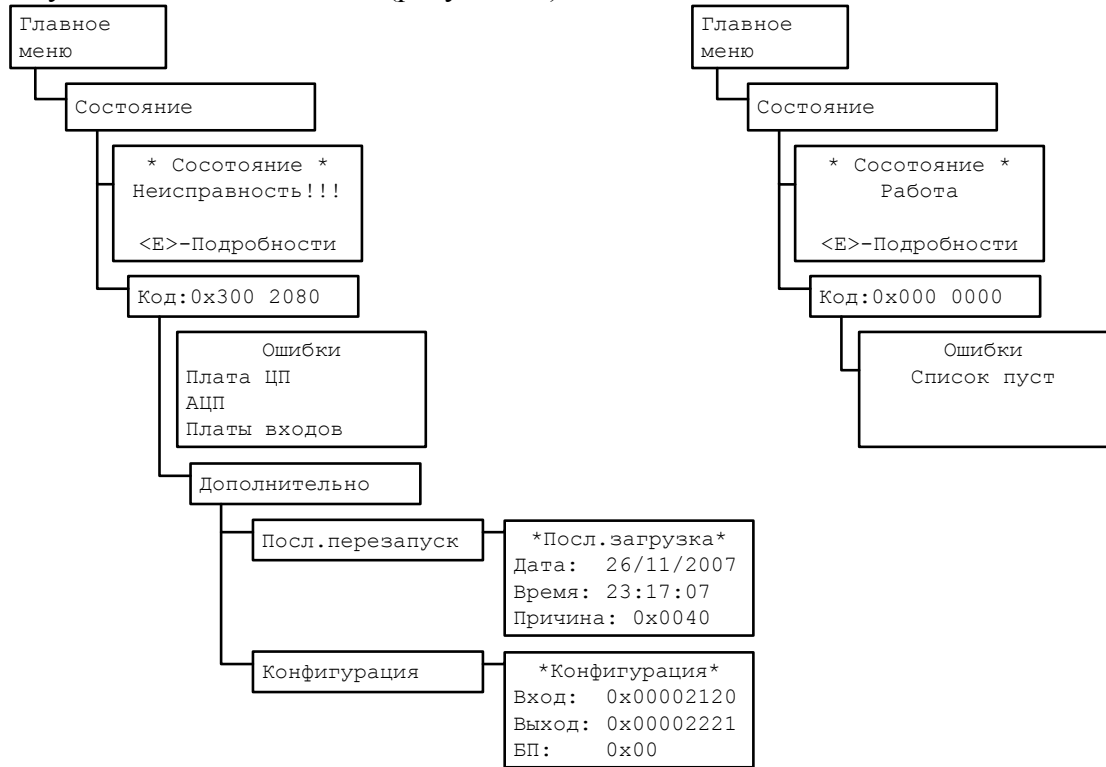 Главное
меню
Состояние
* Сосотояние *
Неисправность!!!
<E>-Подробности
Код:0x300 2080
Ошибки
Плата ЦП
АЦП
Платы входов
Дополнительно
Посл.перезапуск
*Посл.загрузка*
Дата: 26/11/2007
Время: 23:17:07
Причина: 0x0040
Конфигурация
*Конфигурация*
Вход: 0x00002120
Выход: 0x00002221
БП: 0x00
Главное
меню
Состояние
* Сосотояние *
Работа
<E>-Подробности
Код:0x000 0000
Ошибки
Список пуст